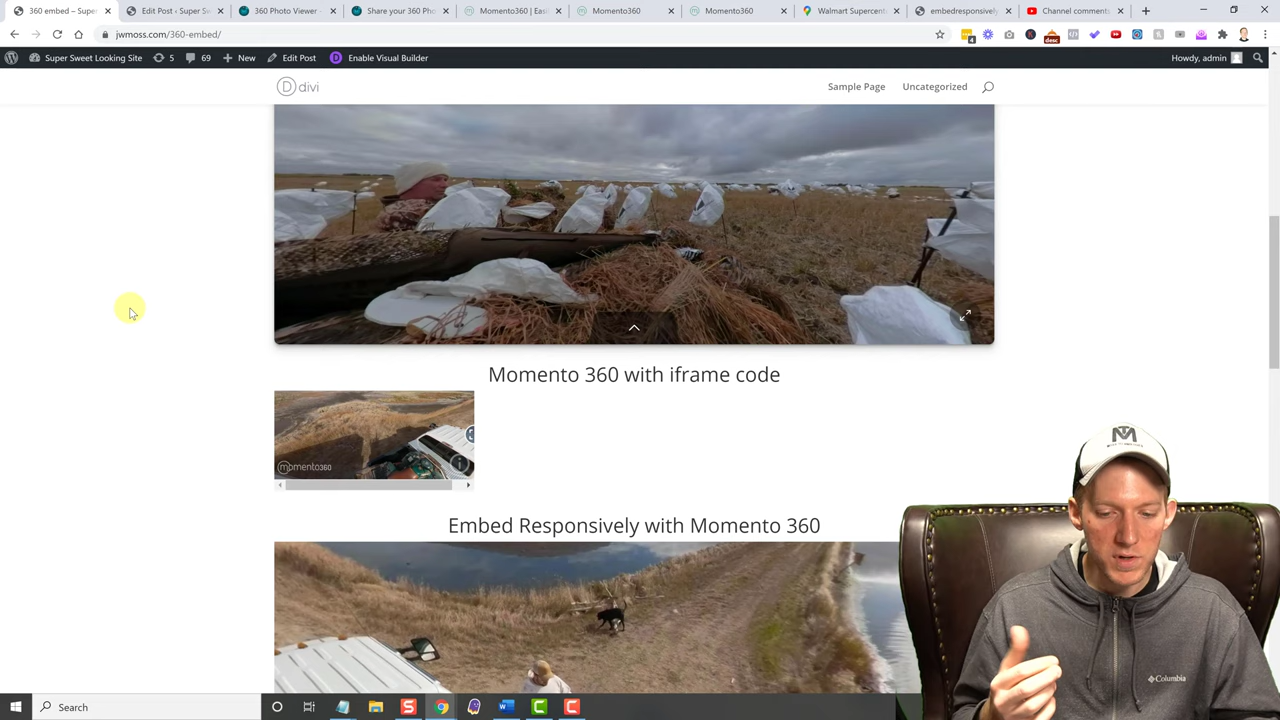 360 embed – Supe
Edit Post ‹ Super Sw
360 Photo Viewer -
Share your 360 Pho
Momento360 | Easil
Momento360
Momento360
Walmart Supercent
embedresponsively
Channel comments
jwmoss.com/360-embed/
4
desc
Super Sweet Looking Site
5
69
New
Edit Post
Enable Visual Builder
Howdy, admin
D divi
Sample Page
Uncategorized
Momento 360 with iframe code
momento360
Embed Responsively with Momento 360
Columbia
Search